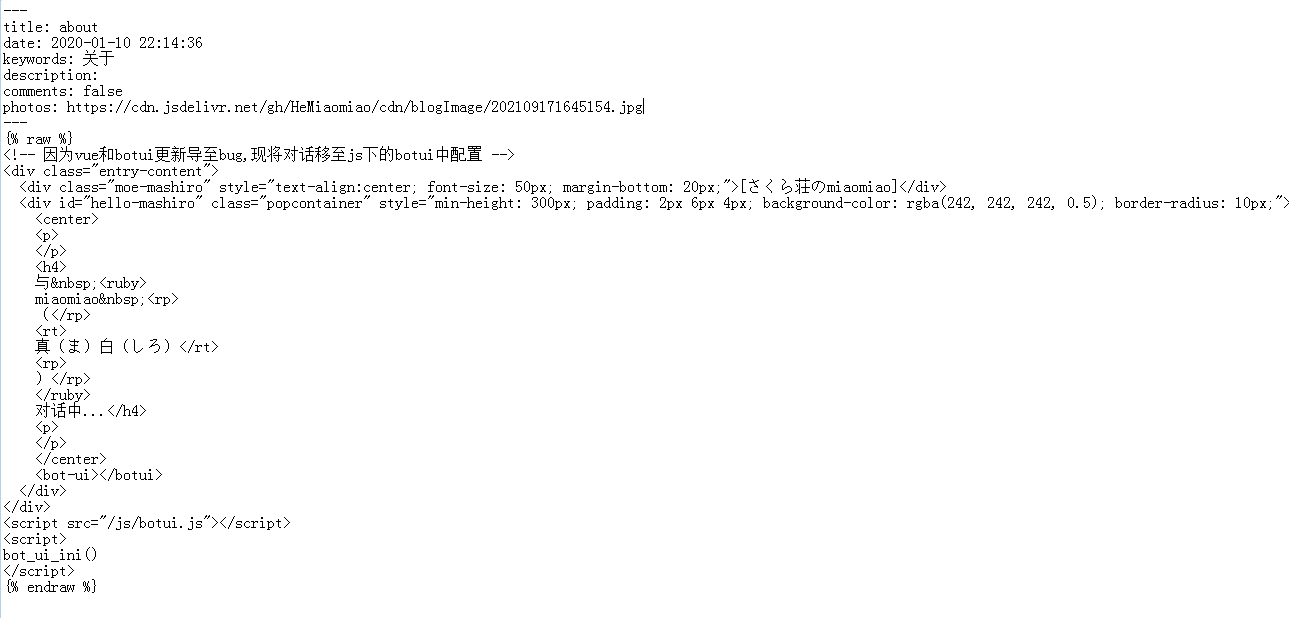 ---
title: about
date: 2020-01-10 22:14:36
keywords: 关于
description:
comments: false
photos: https://cdn.jsdelivr.net/gh/HeMiaomiao/cdn/blogImage/202109171645154.jpg
---
{% raw %}
<!-- 因为vue和botui更新导至bug,现将对话移至js下的botui中配置 -->
<div class="entry-content">
  <div class="moe-mashiro" style="text-align:center; font-size: 50px; margin-bottom: 20px;">[さくら荘のmiaomiao]</div>
  <div id="hello-mashiro" class="popcontainer" style="min-height: 300px; padding: 2px 6px 4px; background-color: rgba(242, 242, 242, 0.5); border-radius: 10px;">
    <center>
    <p>
    </p>
    <h4>
    与&nbsp;<ruby>
    miaomiao&nbsp;<rp>
    （</rp>
    <rt>
    真（ま）白（しろ）</rt>
    <rp>
    ）</rp>
    </ruby>
    对话中...</h4>
    <p>
    </p>
    </center>
    <bot-ui></botui>
  </div>
</div>
<script src="/js/botui.js"></script>
<script>
bot_ui_ini()
</script>
{% endraw %}